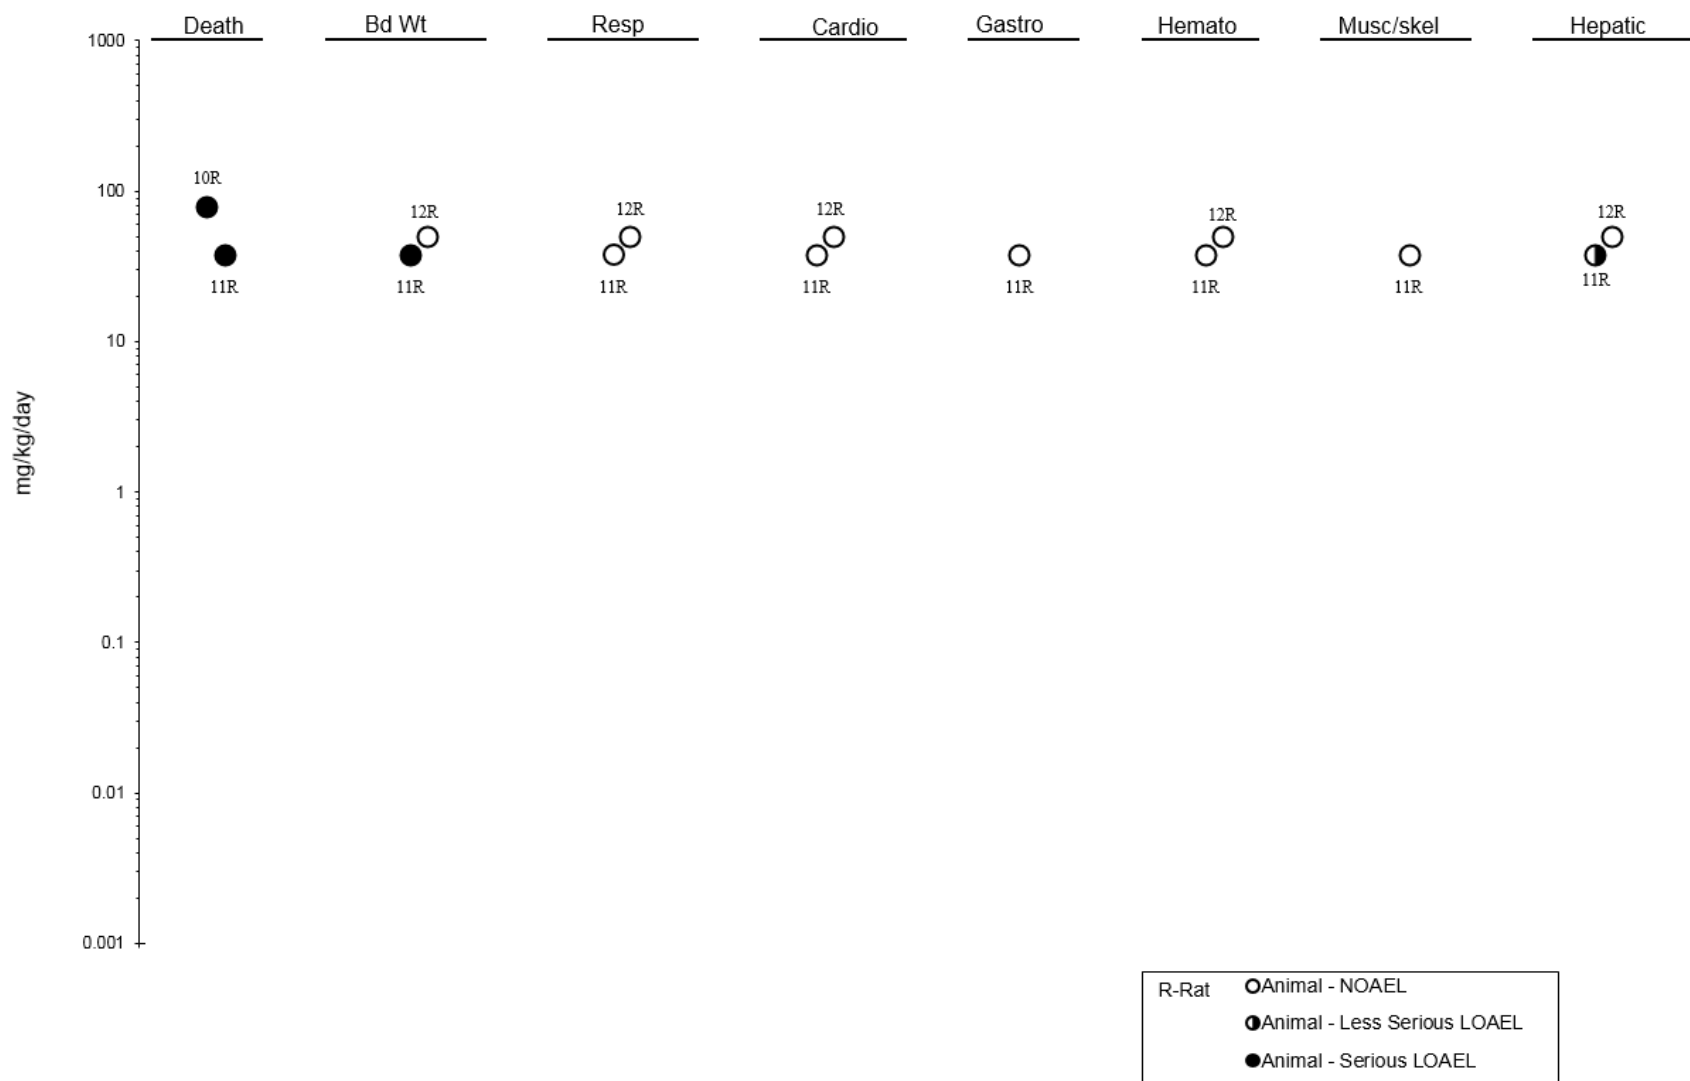 Death Bd Wt Resp Cardio Gastro Hemato Musc/skel Hepatic
1000
10R
100
12R 12R 12R 12R 12R
11R 11R 11R 11R 11R 11R 11R 11R
10
mg/kg/day
1
0.1
0.01
0.001
R-Rat Animal - NOAEL
Animal - Less Serious LOAEL
Animal - Serious LOAEL